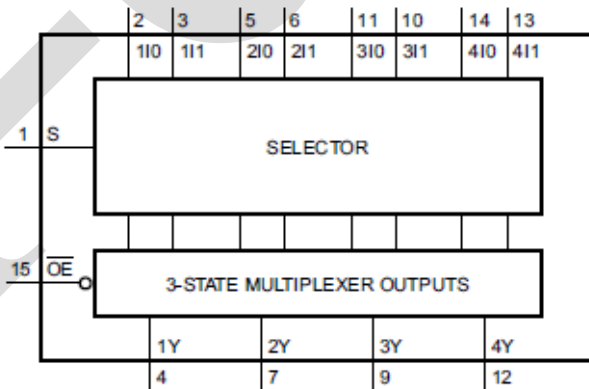 2 3 5 6 11 10 14 13
1I0 1I1 2I0 2I1 3I0 3I1 4I0 4I1
1 S
SELECTOR
15 O̅E̅
3-STATE MULTIPLEXER OUTPUTS
1Y 2Y 3Y 4Y
4 7 9 12